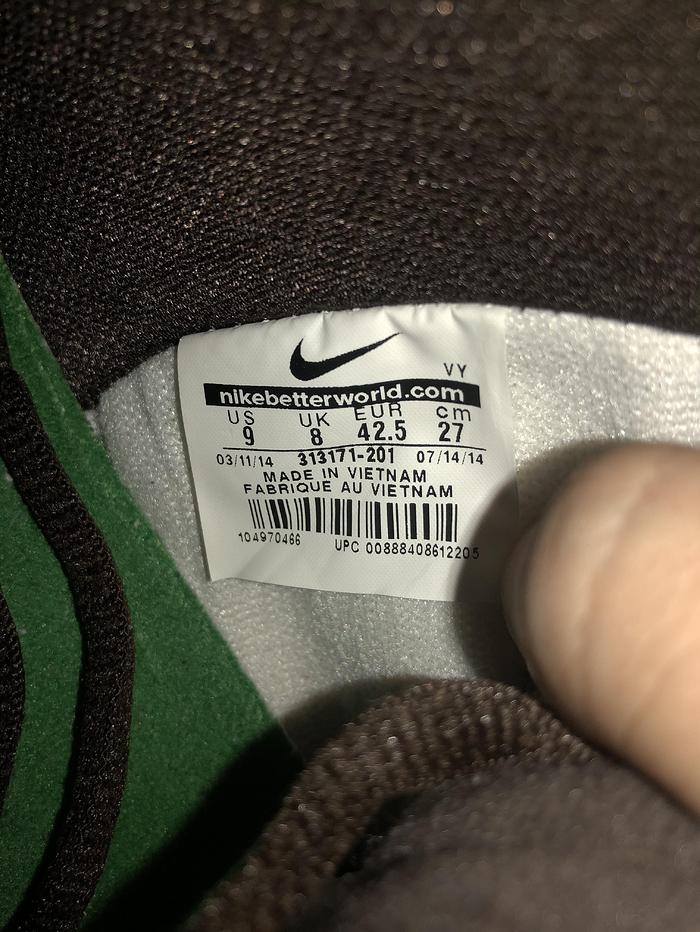 VY
nikebetterworld.com
US UK EUR cm
9 8 42.5 27
03/11/14 313171-201 07/14/14
MADE IN VIETNAM
FABRIQUE AU VIETNAM
104970466 UPC 00888408612205